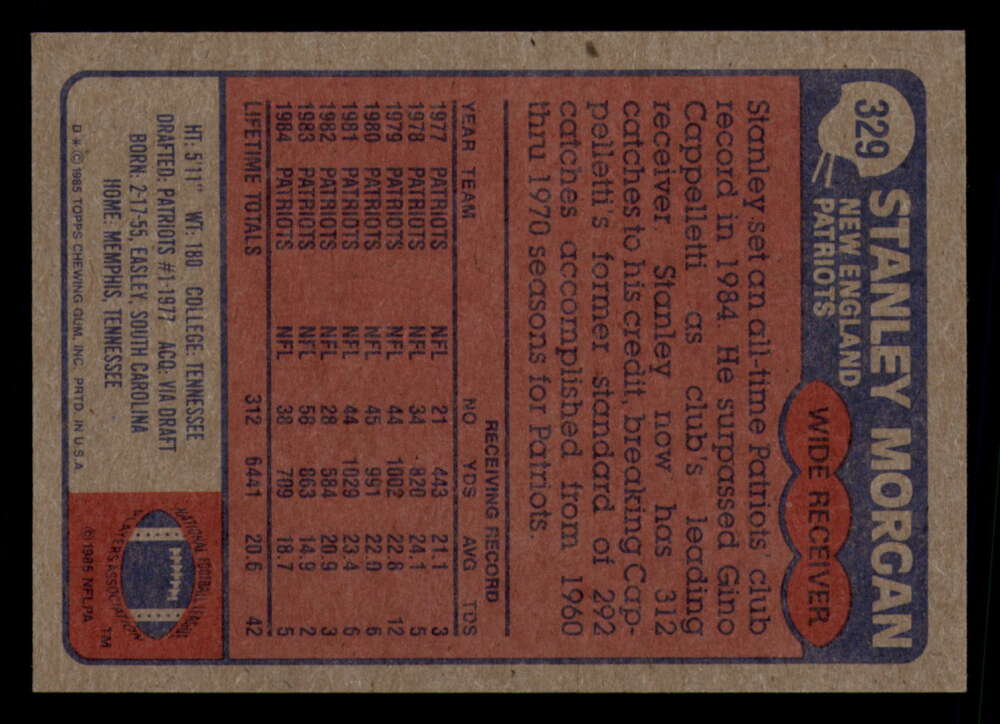 329
STANLEY MORGAN
NEW ENGLAND
PATRIOTS
WIDE RECEIVER
Stanley set an all-time Patriots' club
record in 1984. He surpassed Gino
Cappelletti as club's leading
receiver. Stanley now has 312
catches to his credit, breaking Cap-
pelletti's former standard of 292
catches accomplished from 1960
thru 1970 seasons for Patriots.
RECEIVING RECORD
YEAR TEAM NO YDS AVG TDS
1977 PATRIOTS NFL 21 443 21.1 3
1978 PATRIOTS NFL 34 820 24.1 5
1979 PATRIOTS NFL 44 1002 22.8 12
1980 PATRIOTS NFL 45 991 22.0 6
1981 PATRIOTS NFL 44 1029 23.4 6
1982 PATRIOTS NFL 28 584 20.9 3
1983 PATRIOTS NFL 58 863 14.9 2
1984 PATRIOTS NFL 38 709 18.7 5
LIFETIME TOTALS 312 6441 20.6 42
HT: 5'11" WT: 180 COLLEGE: TENNESSEE
DRAFTED: PATRIOTS #1-1977 ACQ: VIA DRAFT
BORN: 2-17-55, EASLEY, SOUTH CAROLINA
HOME: MEMPHIS, TENNESSEE
D * © 1985 TOPPS CHEWING GUM, INC. PRTD. IN U.S.A.
NATIONAL FOOTBALL LEAGUE
PLAYERS ASSOCIATION
TM
© 1985 NFLPA